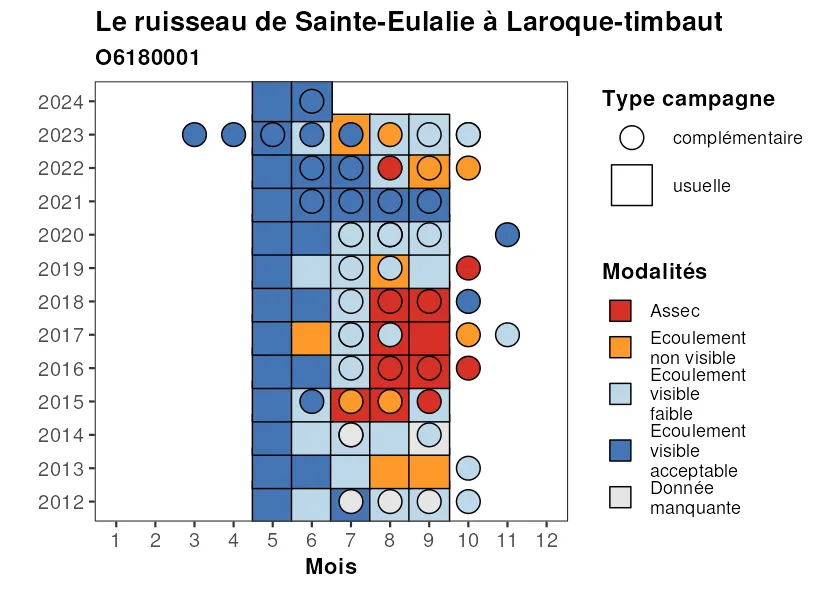 Le ruisseau de Sainte-Eulalie à Laroque-timbaut
O6180001
2024
2023
2022
2021
2020
2019
2018
2017
2016
2015
2014
2013
2012
1 2 3 4 5 6 7 8 9 10 11 12
Mois
Type campagne
complémentaire
usuelle
Modalités
Assec
Ecoulement
non visible
Ecoulement
visible
faible
Ecoulement
visible
acceptable
Donnée
manquante